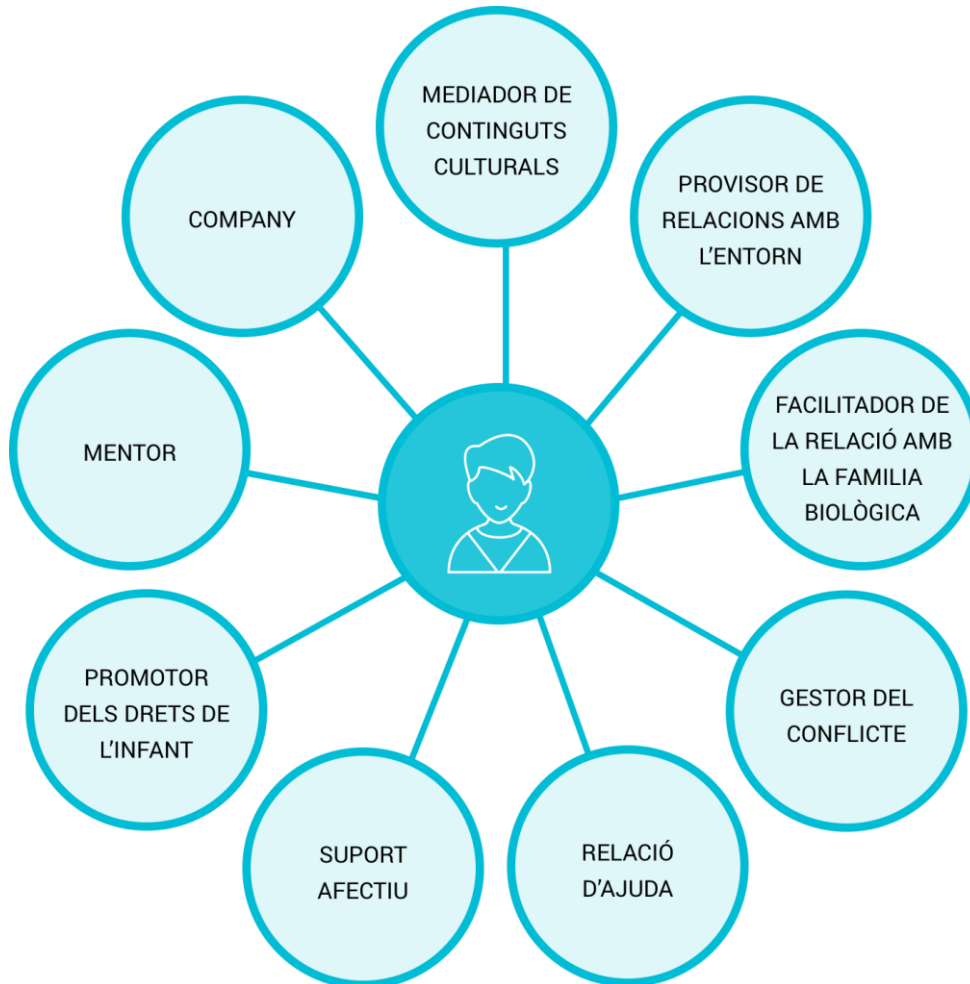 MEDIADOR DE
CONTINGUTS
CULTURALS
PROVISOR DE
RELACIONS AMB
L'ENTORN
FACILITADOR DE
LA RELACIÓ AMB
LA FAMILIA
BIOLÒGICA
GESTOR DEL
CONFLICTE
RELACIÓ
D'AJUDA
SUPORT
AFECTIU
PROMOTOR
DELS DRETS DE
L'INFANT
MENTOR
COMPANY